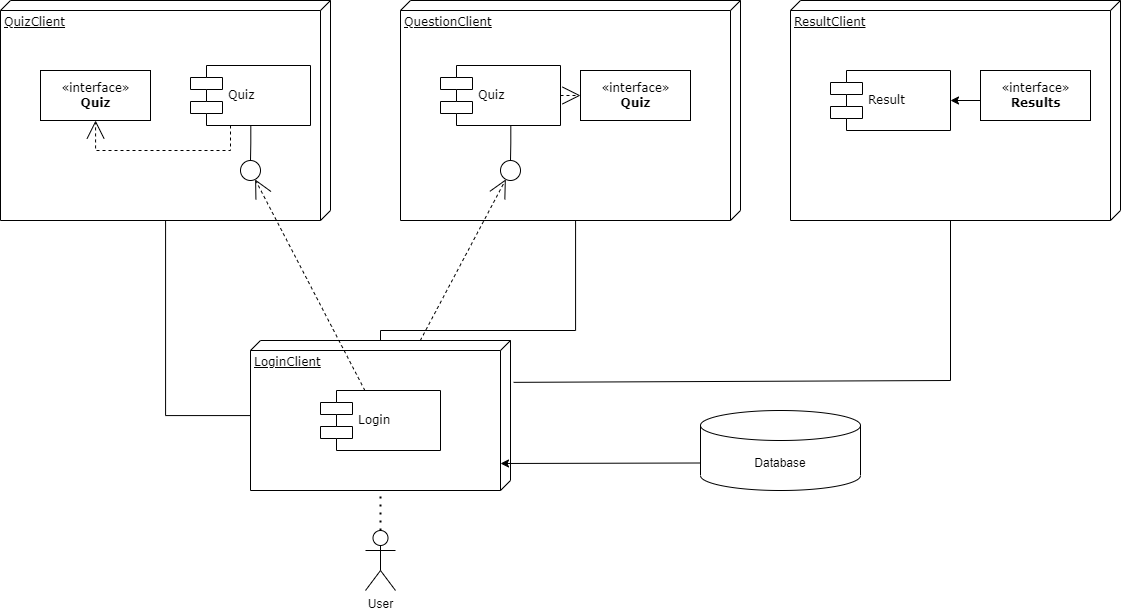 QuizClient
«interface»
Quiz
Quiz
QuestionClient
Quiz
«interface»
Quiz
ResultClient
Result
«interface»
Results
LoginClient
Login
Database
User